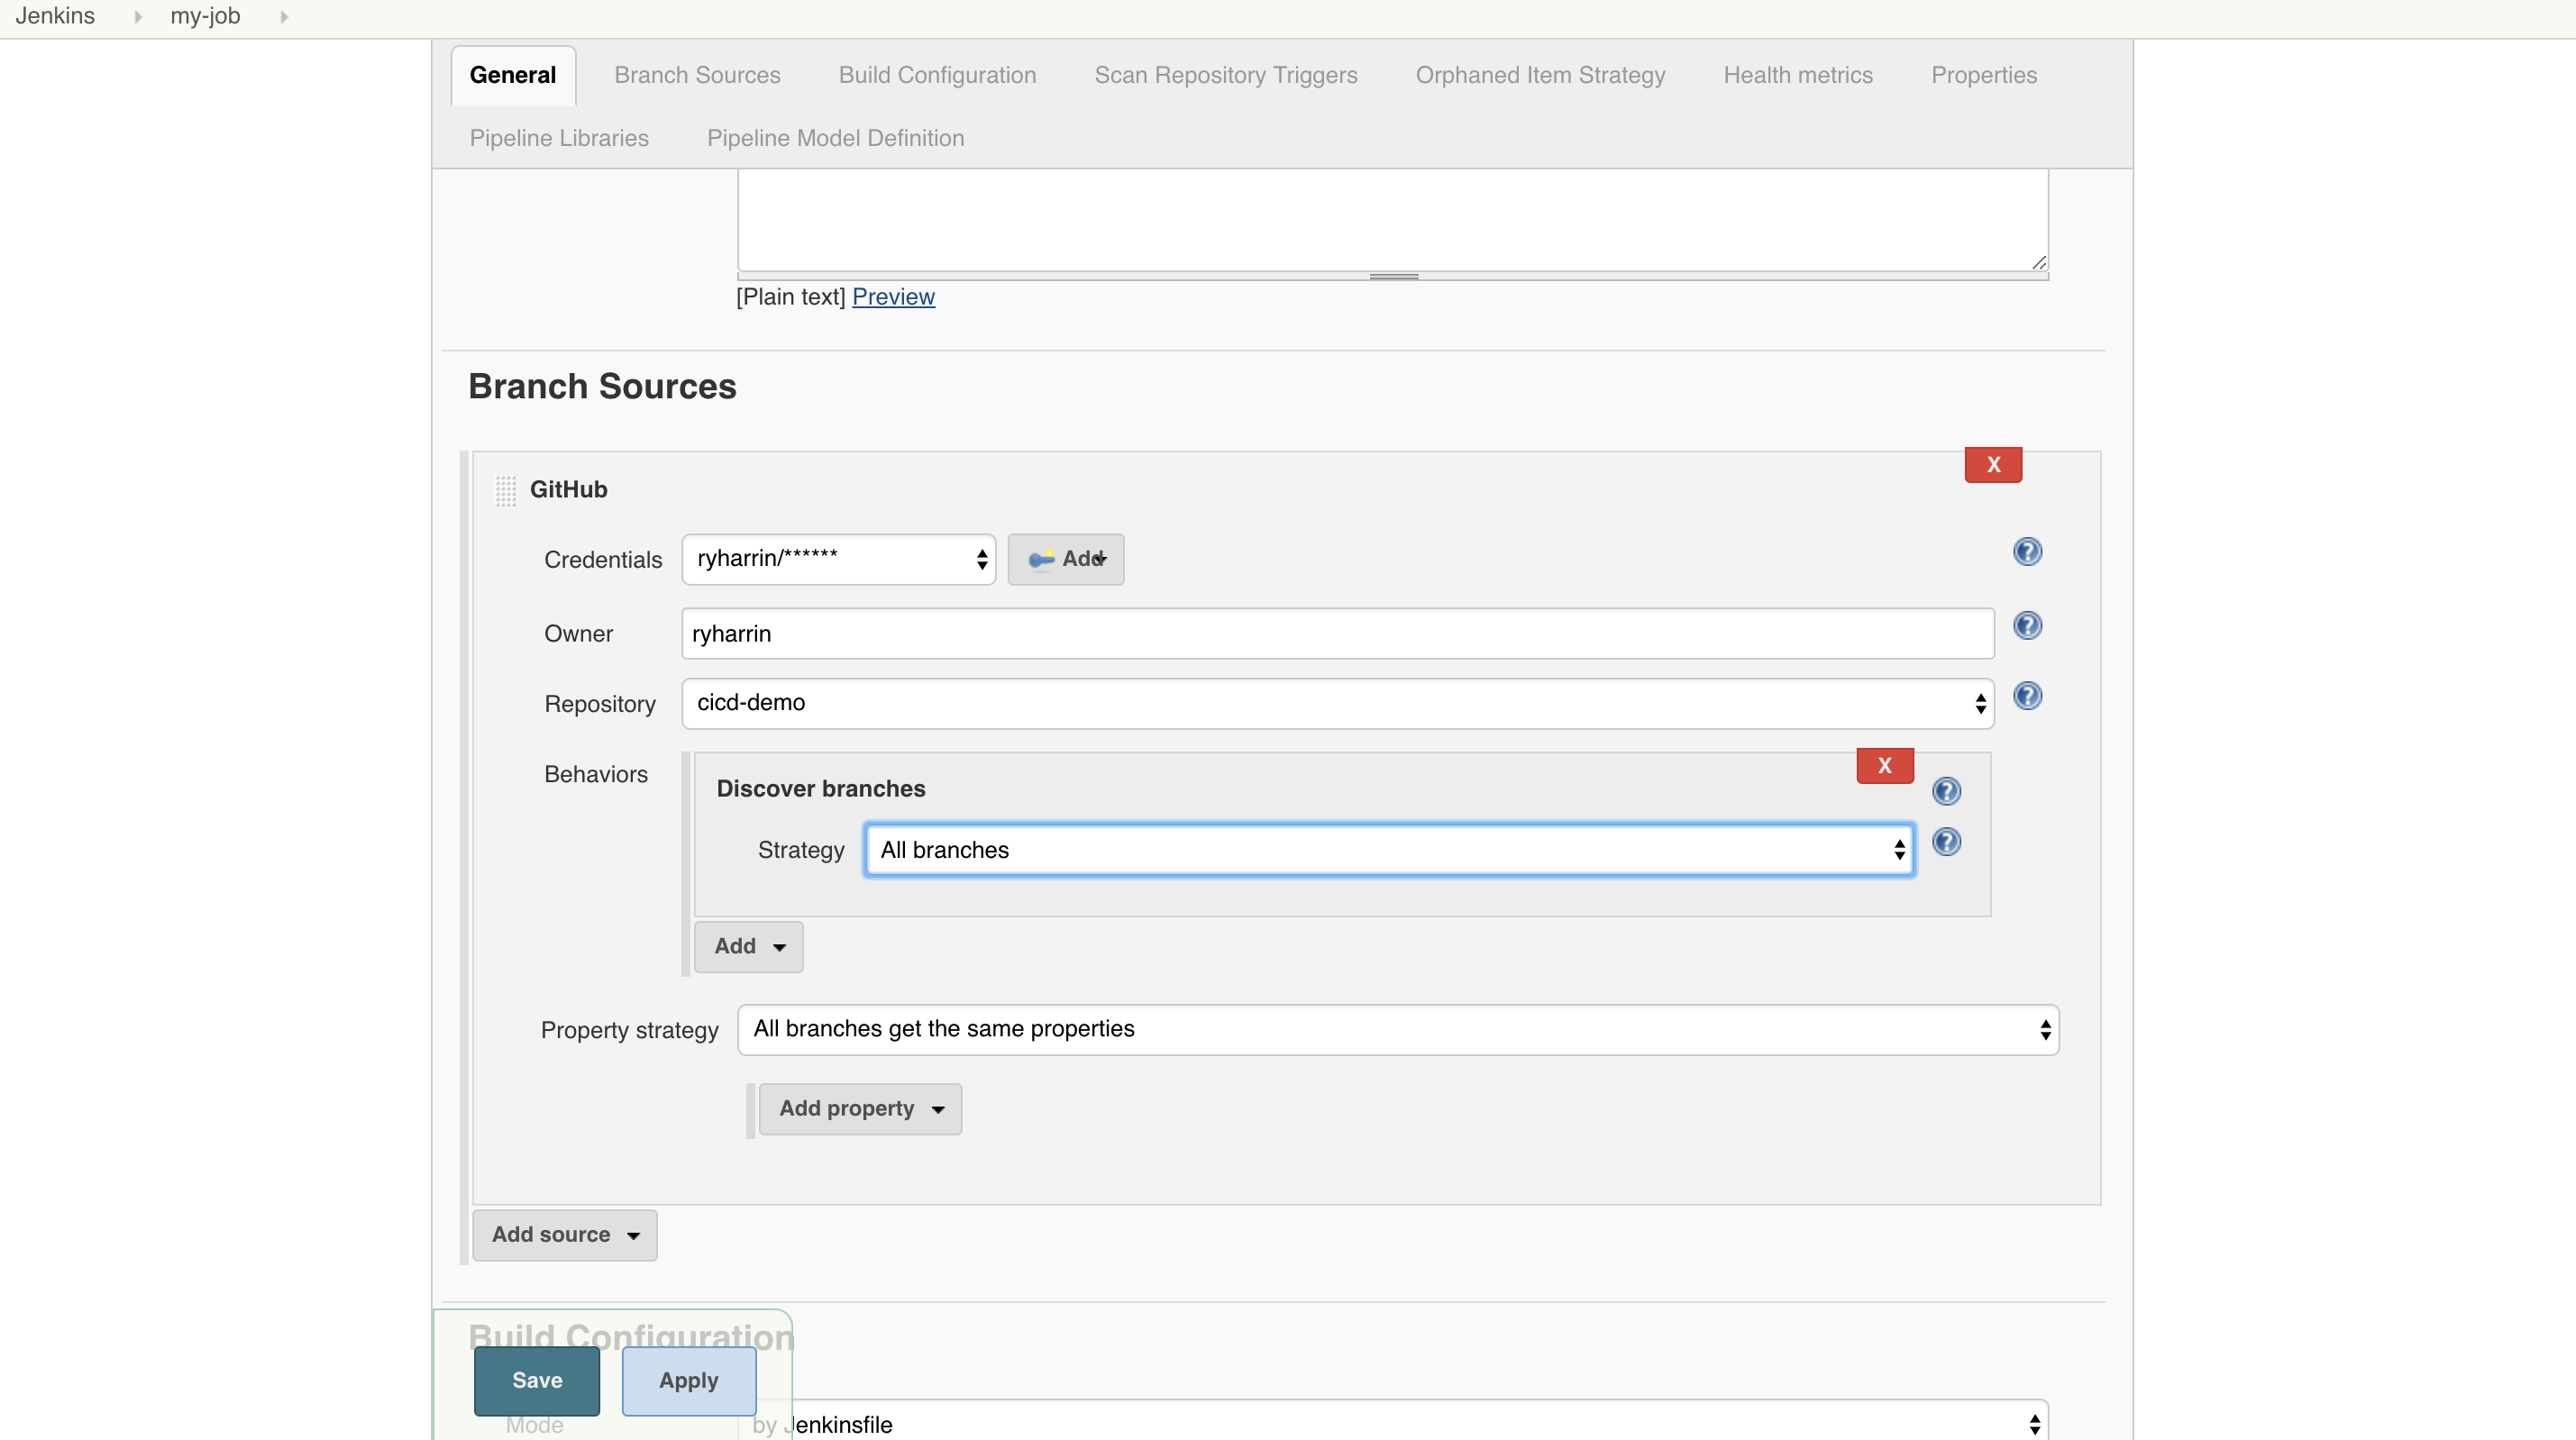 Jenkins my-job
General Branch Sources Build Configuration Scan Repository Triggers Orphaned Item Strategy Health metrics Properties
Pipeline Libraries Pipeline Model Definition
[Plain text] Preview
Branch Sources
X
GitHub
Credentials ryharrin/****** Add ?
Owner ryharrin ?
Repository cicd-demo ?
Behaviors
X
Discover branches ?
Strategy All branches ?
Add
Property strategy All branches get the same properties
Add property
Add source
Build Configuration
Save Apply
Mode by Jenkinsfile